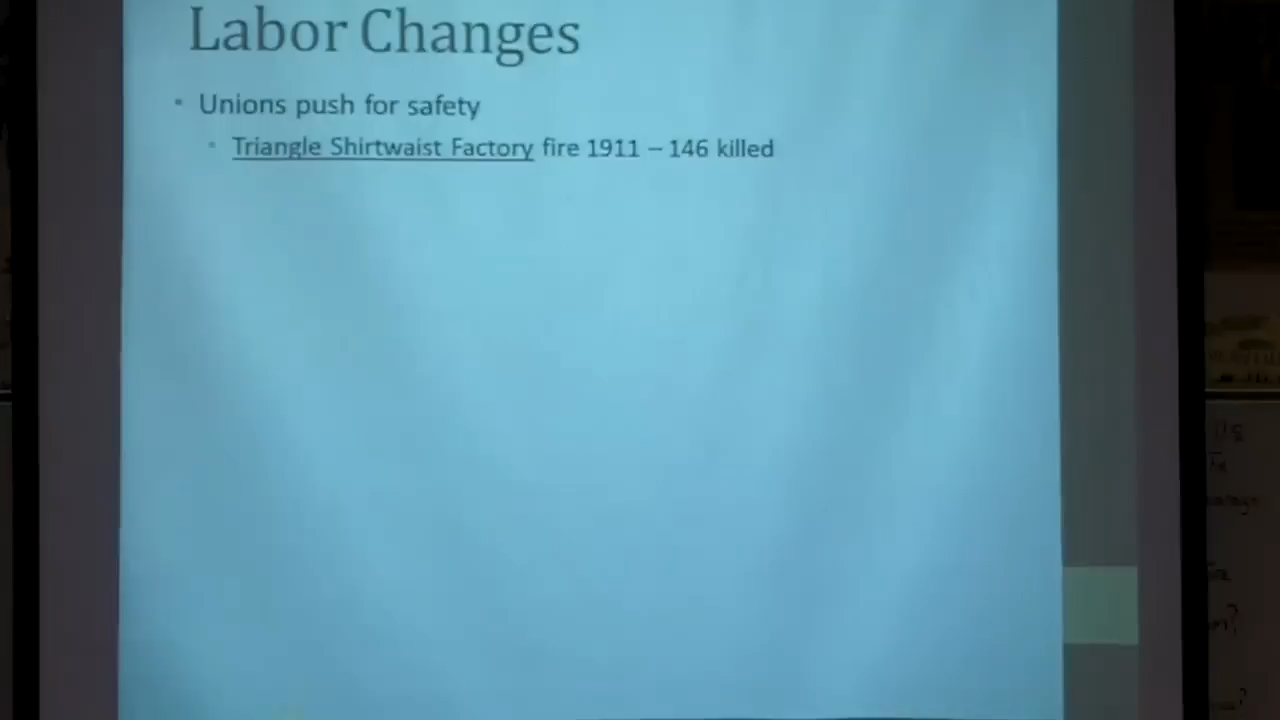 Labor Changes
Unions push for safety
Triangle Shirtwaist Factory fire 1911 – 146 killed